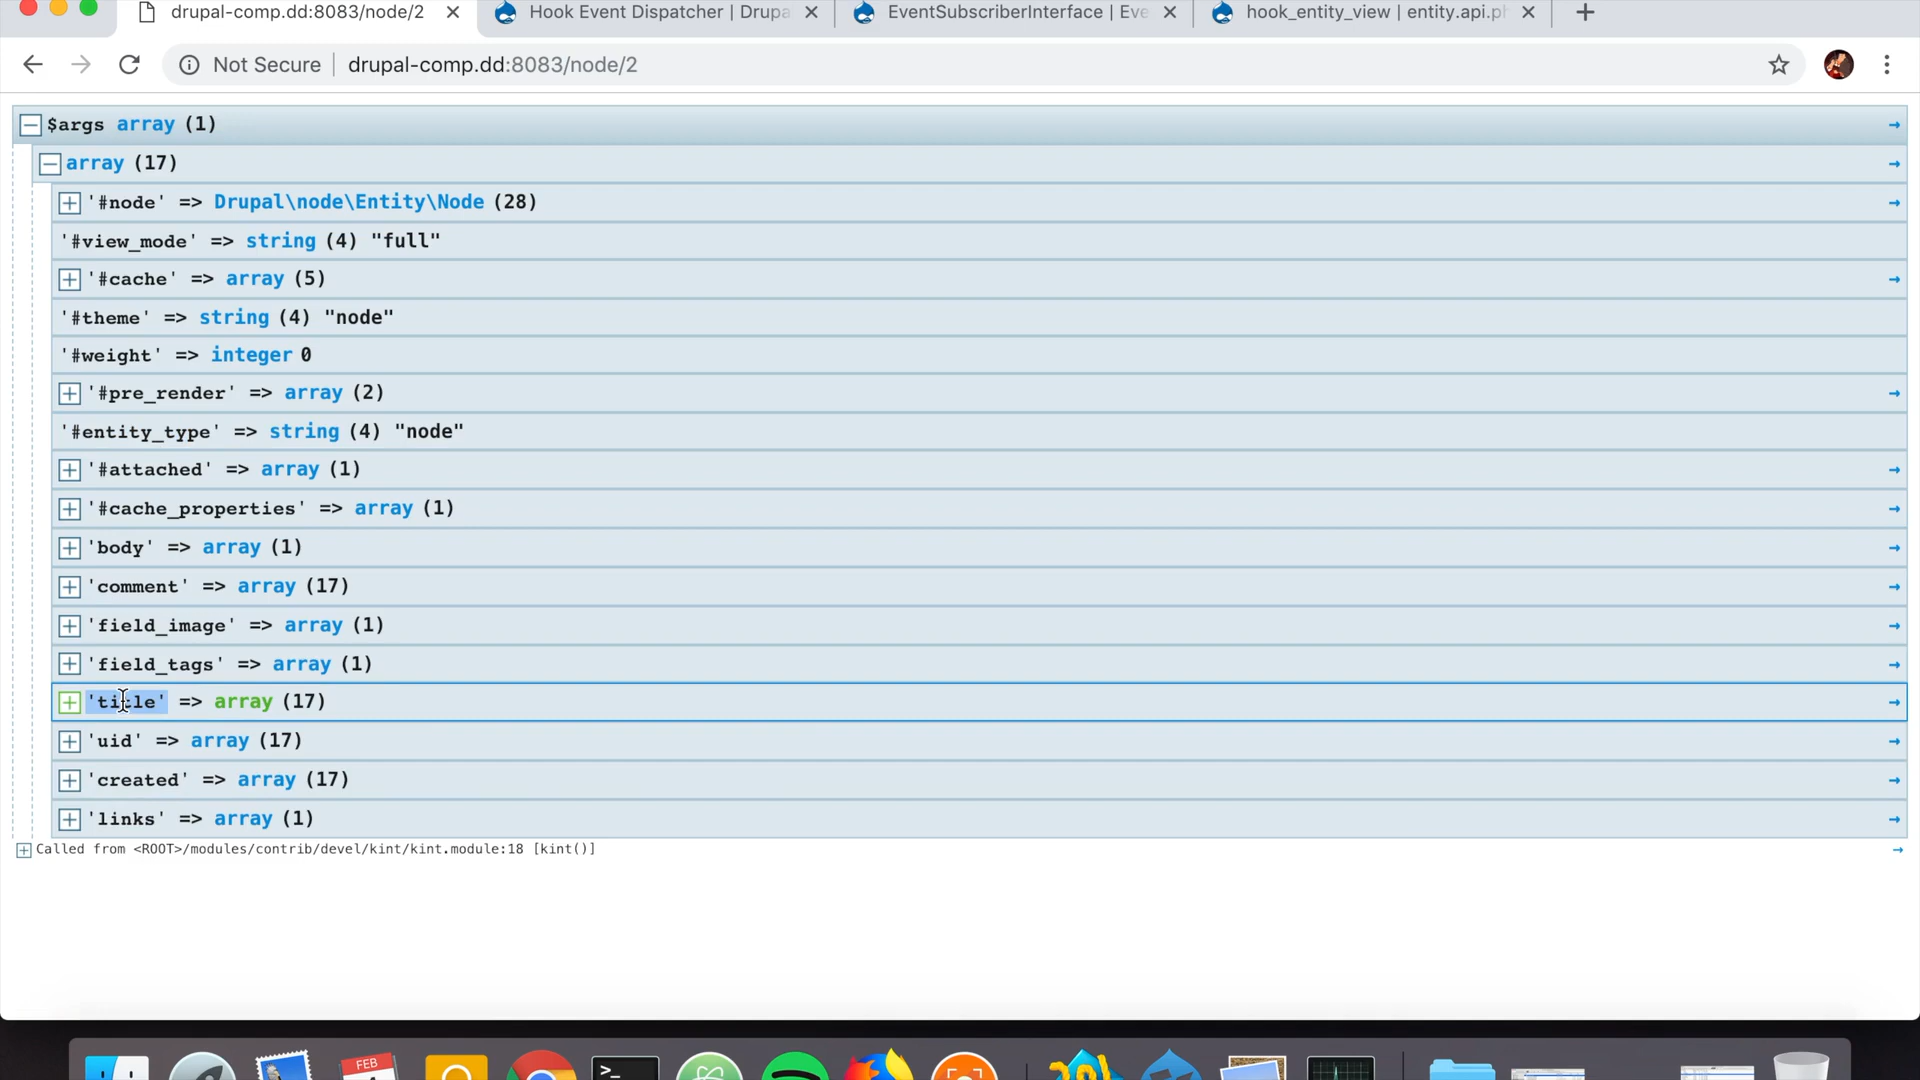 drupal-comp.dd:8083/node/2
Hook Event Dispatcher | Drupa
EventSubscriberInterface | Eve
hook_entity_view | entity.api.ph
Not Secure
drupal-comp.dd:8083/node/2
$args array (1)
array (17)
'#node' => Drupal\node\Entity\Node (28)
'#view_mode' => string (4) "full"
'#cache' => array (5)
'#theme' => string (4) "node"
'#weight' => integer 0
'#pre_render' => array (2)
'#entity_type' => string (4) "node"
'#attached' => array (1)
'#cache_properties' => array (1)
'body' => array (1)
'comment' => array (17)
'field_image' => array (1)
'field_tags' => array (1)
'title' => array (17)
'uid' => array (17)
'created' => array (17)
'links' => array (1)
Called from <ROOT>/modules/contrib/devel/kint/kint.module:18 [kint()]
FEB